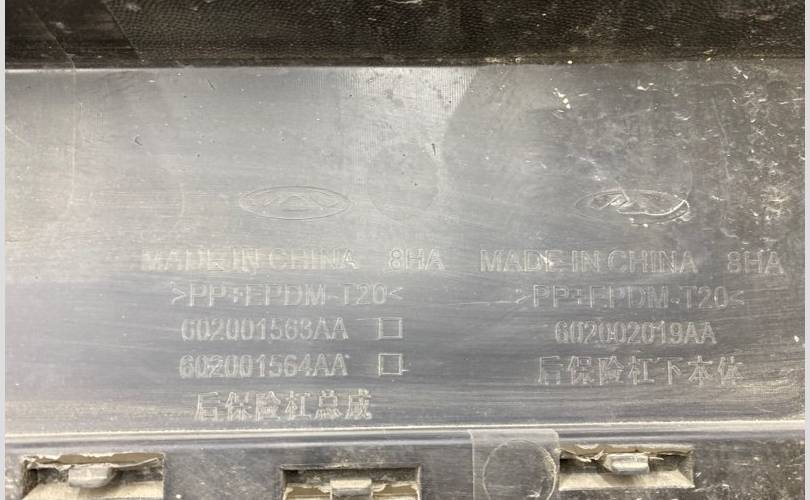 MADE IN CHINA 8HA
>PP+EPDM-T20<
602001563AA
602001564AA
后保险杠总成
MADE IN CHINA 8HA
>PP+EPDM-T20<
602002019AA
后保险杠下本体